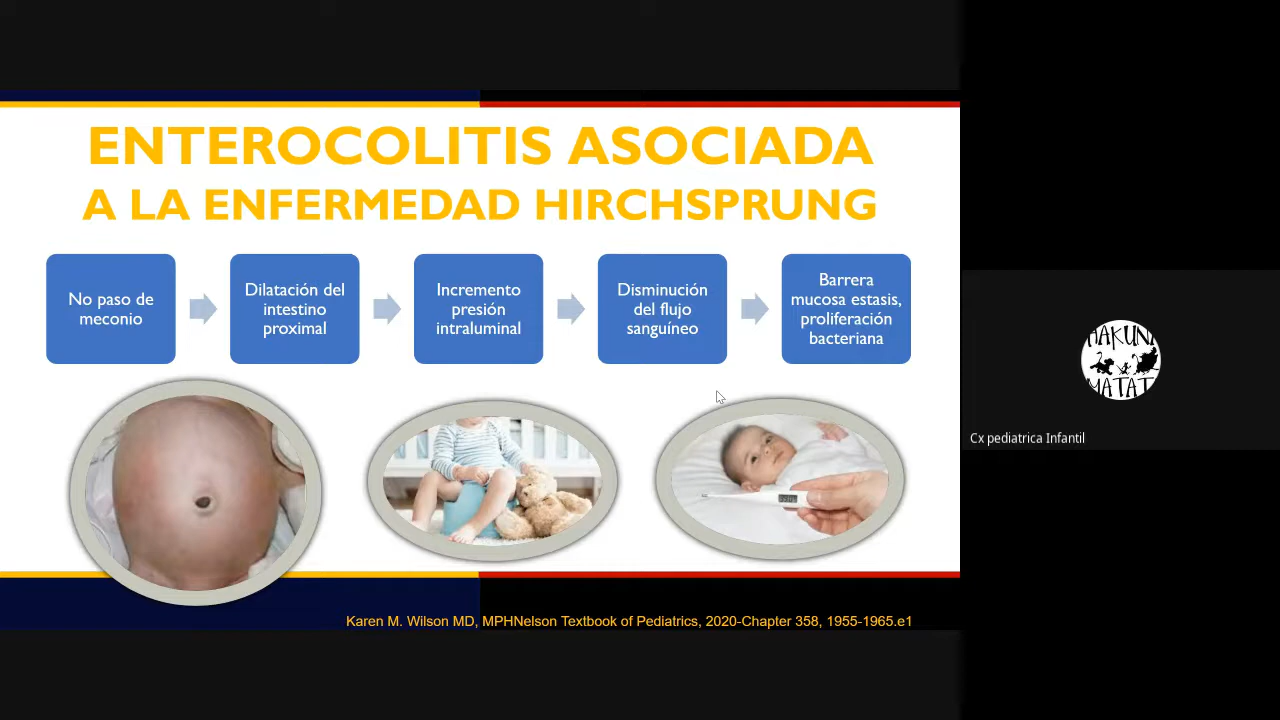 ENTEROCOLITIS ASOCIADA
A LA ENFERMEDAD HIRCHSPRUNG
No paso de
meconio
Dilatación del
intestino
proximal
Incremento
presión
intraluminal
Disminución
del flujo
sanguíneo
Barrera
mucosa estasis,
proliferación
bacteriana
Karen M. Wilson MD, MPHNelson Textbook of Pediatrics, 2020-Chapter 358, 1955-1965.e1
HAKUN
MATAT
Cx pediatrica Infantil